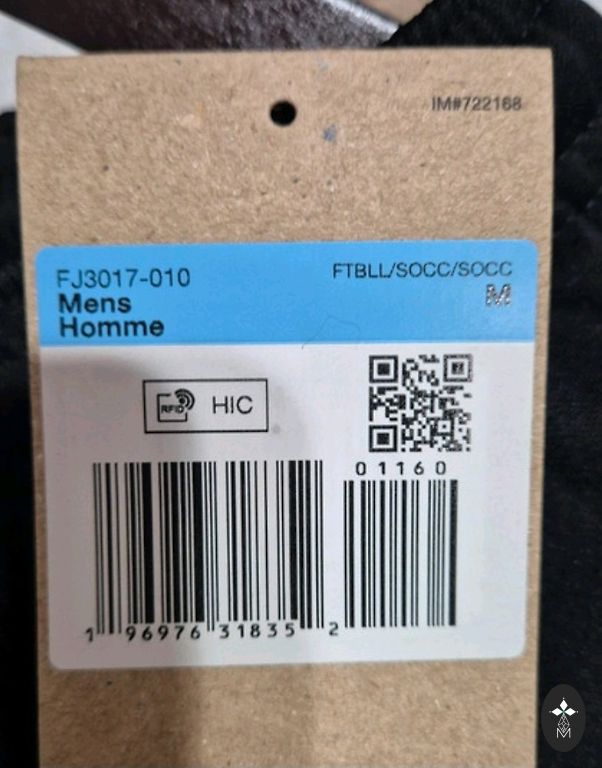 IM#722168
FJ3017-010
FTBLL/SOCC/SOCC
Mens
M
Homme
RFID
HIC
01160
1 96976 31835 2
M